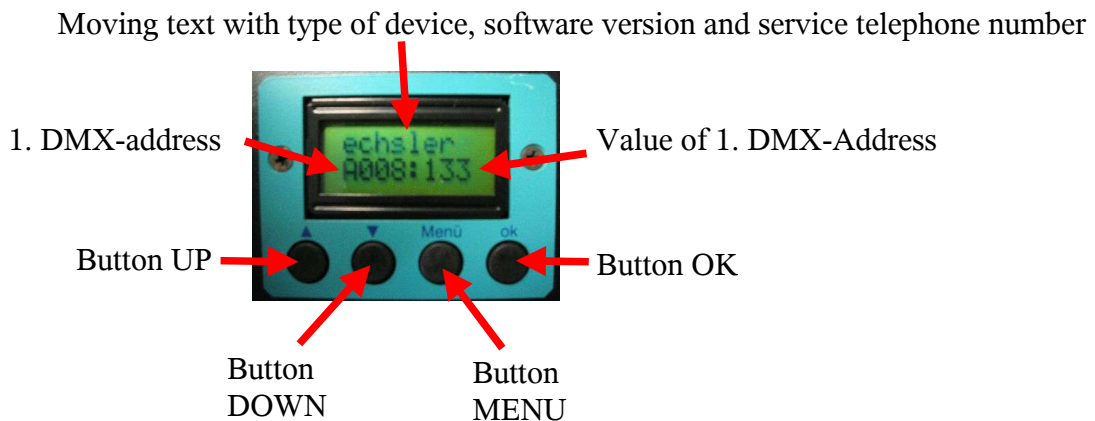 Moving text with type of device, software version and service telephone number
1. DMX-address
echsler
A008:133
Value of 1. DMX-Address
▲ ▼ Menü ok
Button UP
Button OK
Button
DOWN
Button
MENU